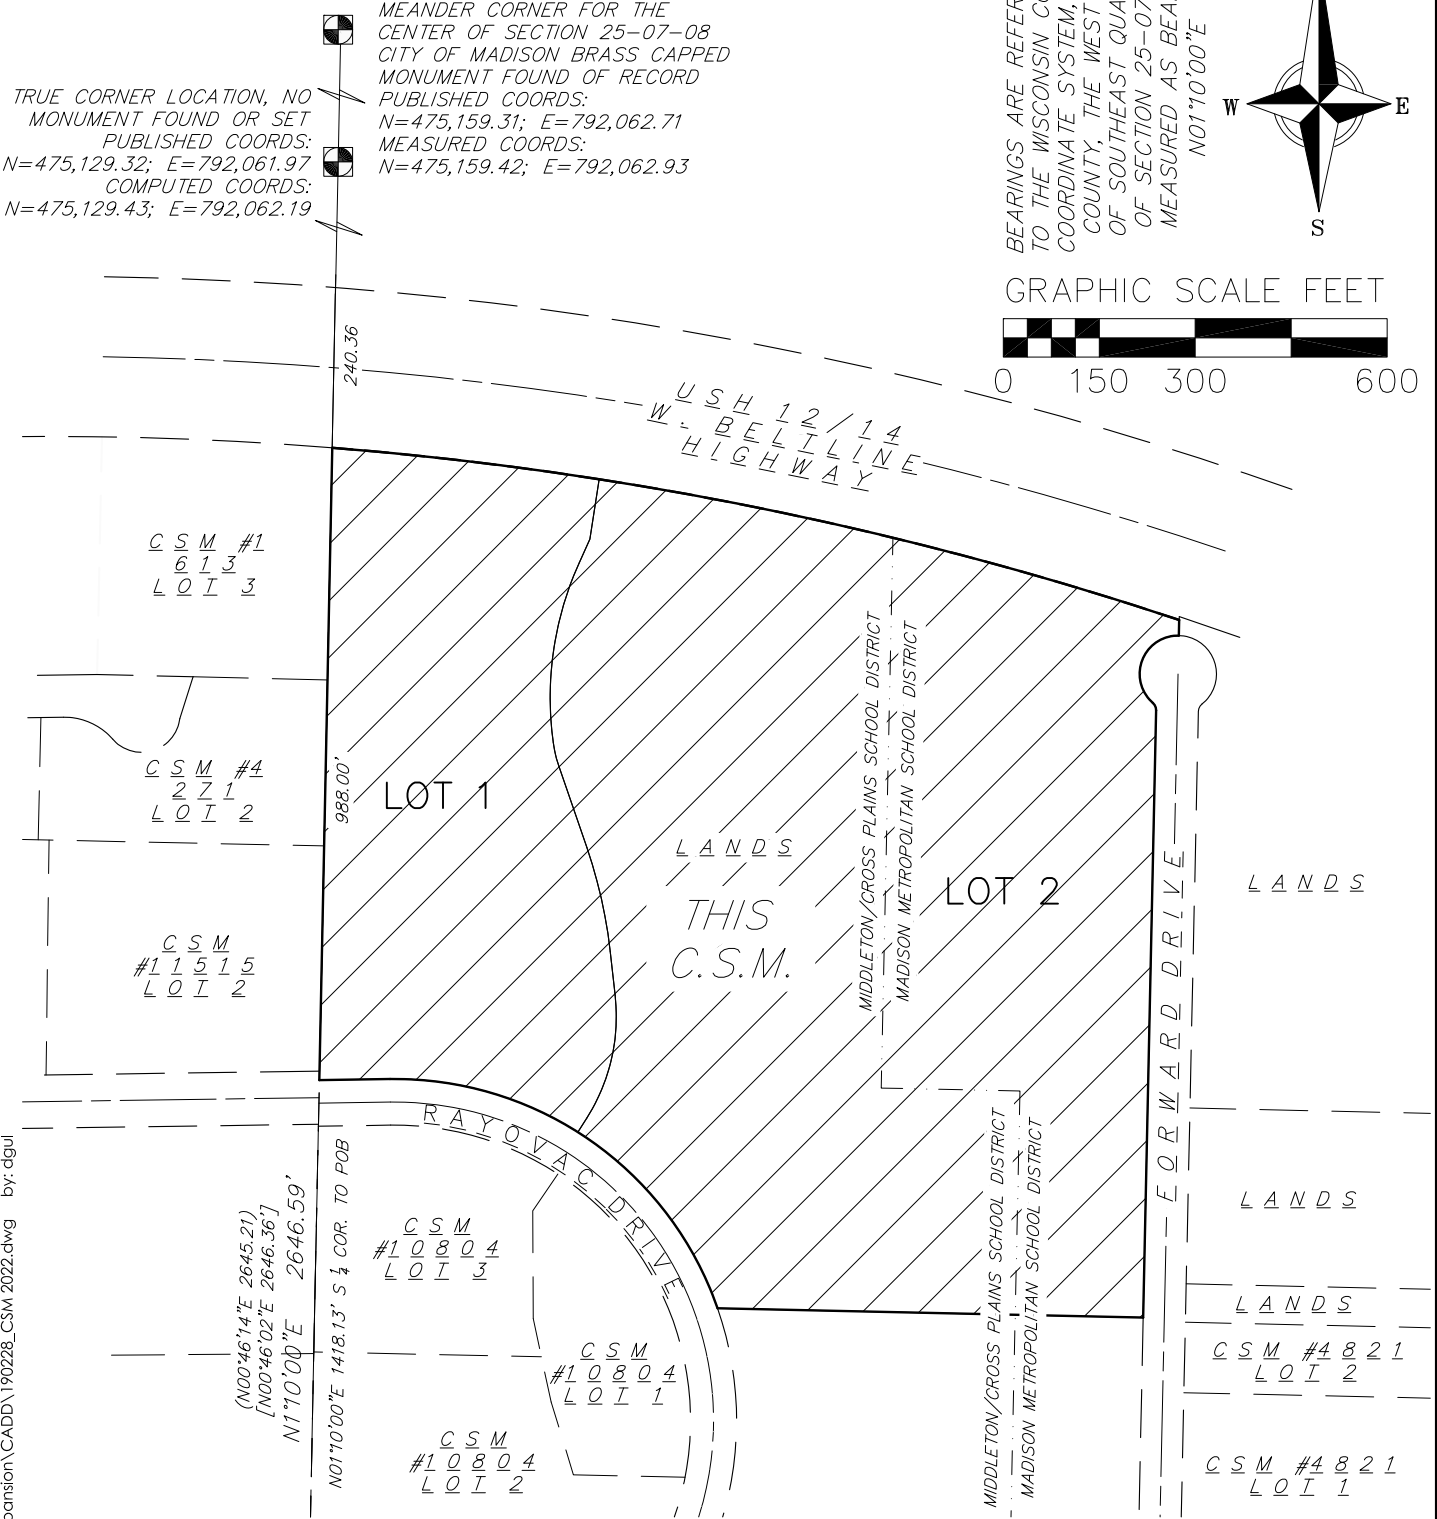 MEANDER CORNER FOR THE
CENTER OF SECTION 25-07-08
CITY OF MADISON BRASS CAPPED
MONUMENT FOUND OF RECORD
PUBLISHED COORDS:
N=475,159.31; E=792,062.71
MEASURED COORDS:
N=475,159.42; E=792,062.93
TRUE CORNER LOCATION, NO
MONUMENT FOUND OR SET
PUBLISHED COORDS:
N=475,129.32; E=792,061.97
COMPUTED COORDS:
N=475,129.43; E=792,062.19
BEARINGS ARE REFER
TO THE WISCONSIN CO
COORDINATE SYSTEM,
COUNTY, THE WEST
OF SOUTHEAST QUA
OF SECTION 25-07
MEASURED AS BEA
N01°10'00"E
W
E
S
GRAPHIC SCALE FEET
0 150 300 600
240.36
USH 12/14
W. BELTLINE
HIGHWAY
CSM #1
613
LOT 3
CSM #4
271
LOT 2
CSM
#11515
LOT 2
988.00'
LOT 1
LANDS
THIS
C.S.M.
MIDDLETON/CROSS PLAINS SCHOOL DISTRICT
MADISON METROPOLITAN SCHOOL DISTRICT
LOT 2
FORWARD DRIVE
LANDS
RAYOVAC DRIVE
LANDS
LANDS
CSM #4821
LOT 2
CSM #4821
LOT 1
MIDDLETON/CROSS PLAINS SCHOOL DISTRICT
MADISON METROPOLITAN SCHOOL DISTRICT
CSM
#10804
LOT 3
CSM
#10804
LOT 1
CSM
#10804
LOT 2
(N00°46'14"E 2645.21)
[N00°46'02"E 2646.36']
N1°10'00"E 2646.59'
N01°10'00"E 1418.13' S ¼ COR. TO POB
pansion\CADD\190228_CSM 2022.dwg by: dgul